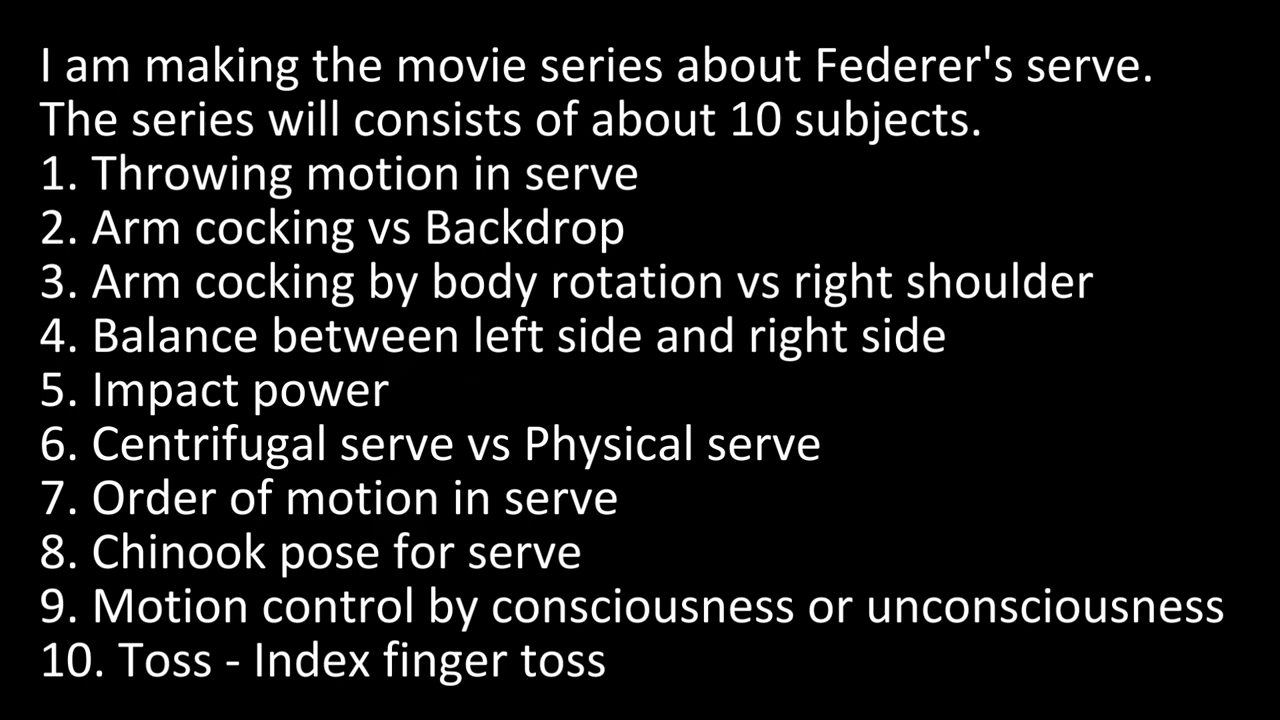 I am making the movie series about Federer's serve.
The series will consists of about 10 subjects.
1. Throwing motion in serve
2. Arm cocking vs Backdrop
3. Arm cocking by body rotation vs right shoulder
4. Balance between left side and right side
5. Impact power
6. Centrifugal serve vs Physical serve
7. Order of motion in serve
8. Chinook pose for serve
9. Motion control by consciousness or unconsciousness
10. Toss - Index finger toss